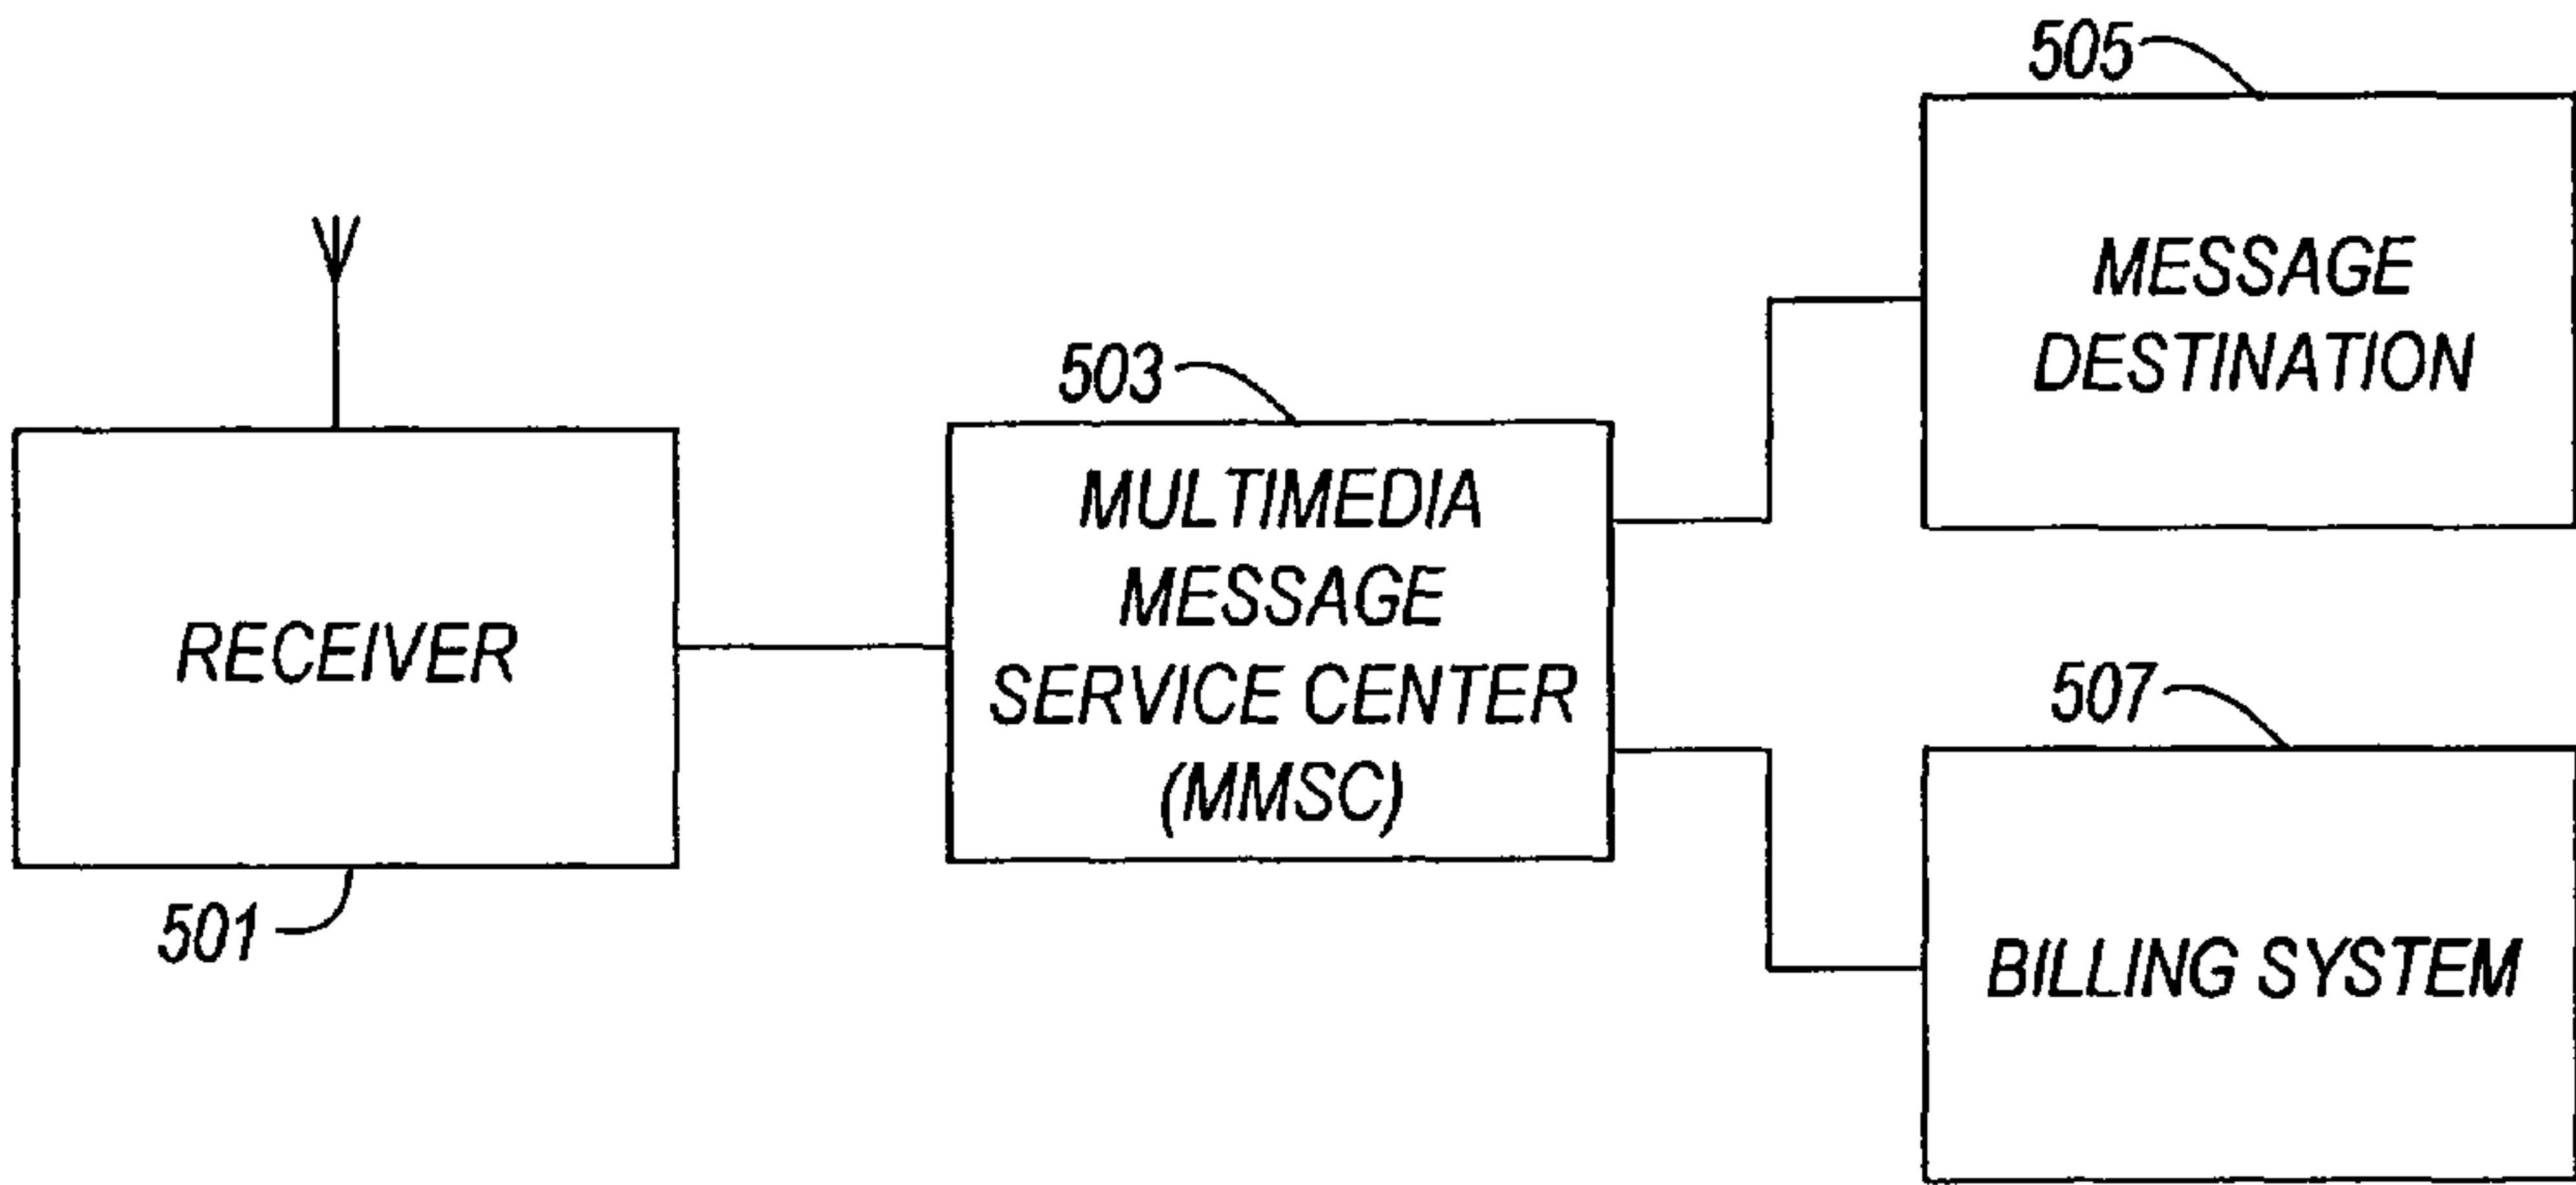 505
MESSAGE
DESTINATION
503
MULTIMEDIA
MESSAGE
SERVICE CENTER
(MMSC)
RECEIVER
501
507
BILLING SYSTEM